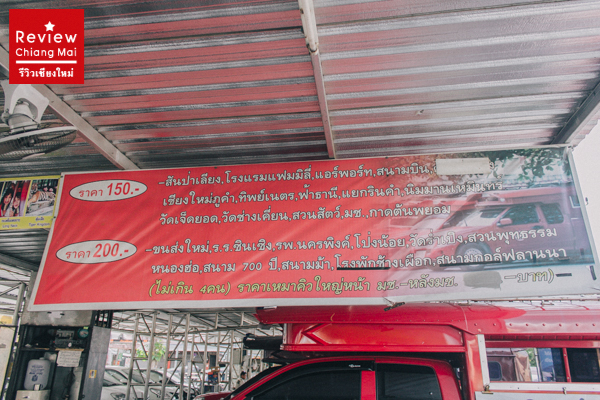 Review
Chiang Mai
รีวิวเชียงใหม่
ราคา 150.-
-สันป่าเลียง,โรงแรมแฟมมิลี่,แอร์พอร์ท,สนามบิน,
เชียงใหม่ภูคำ,ทิพย์เนตร,ฟ้าธานี,แยกรินคำ,นิมมานเหมินทร์
วัดเจ็ดยอด,วัดช่างเคี่ยน,สวนสัตว์,มช.,กาดต้นพยอม
ราคา 200.-
-ขนส่งใหม่,ร.ร.ซินเซิง,รพ.นครพิงค์,โป่งน้อย,วัดร่ำเปิง,สวนพุทธธรรม
หนองฮ่อ,สนาม 700 ปี,สนามม้า,โรงพักช้างเผือก,สนามกอล์ฟลานนา
(ไม่เกิน 4คน) ราคาเหมาคิวใหญ่หน้า มช.-หลังมช. -บาท)